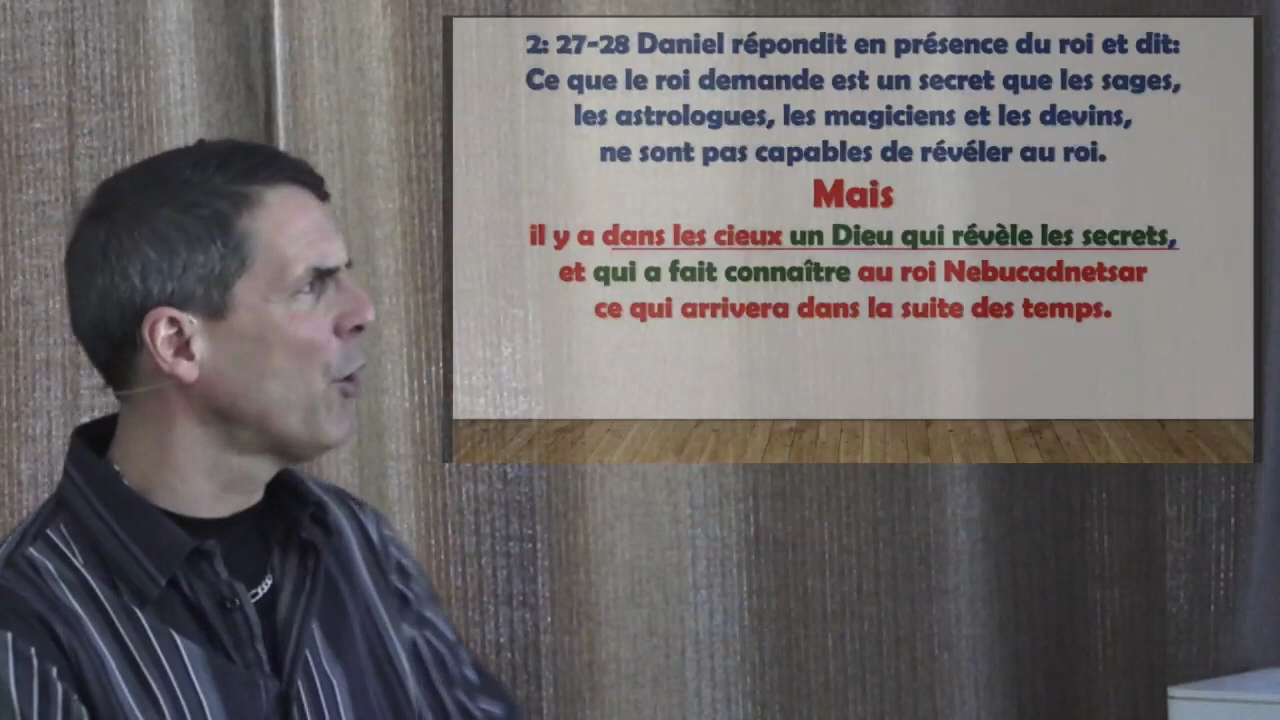 2: 27-28 Daniel répondit en présence du roi et dit:
Ce que le roi demande est un secret que les sages,
les astrologues, les magiciens et les devins,
ne sont pas capables de révéler au roi.
Mais
il y a dans les cieux un Dieu qui révèle les secrets,
et qui a fait connaître au roi Nebucadnetsar
ce qui arrivera dans la suite des temps.